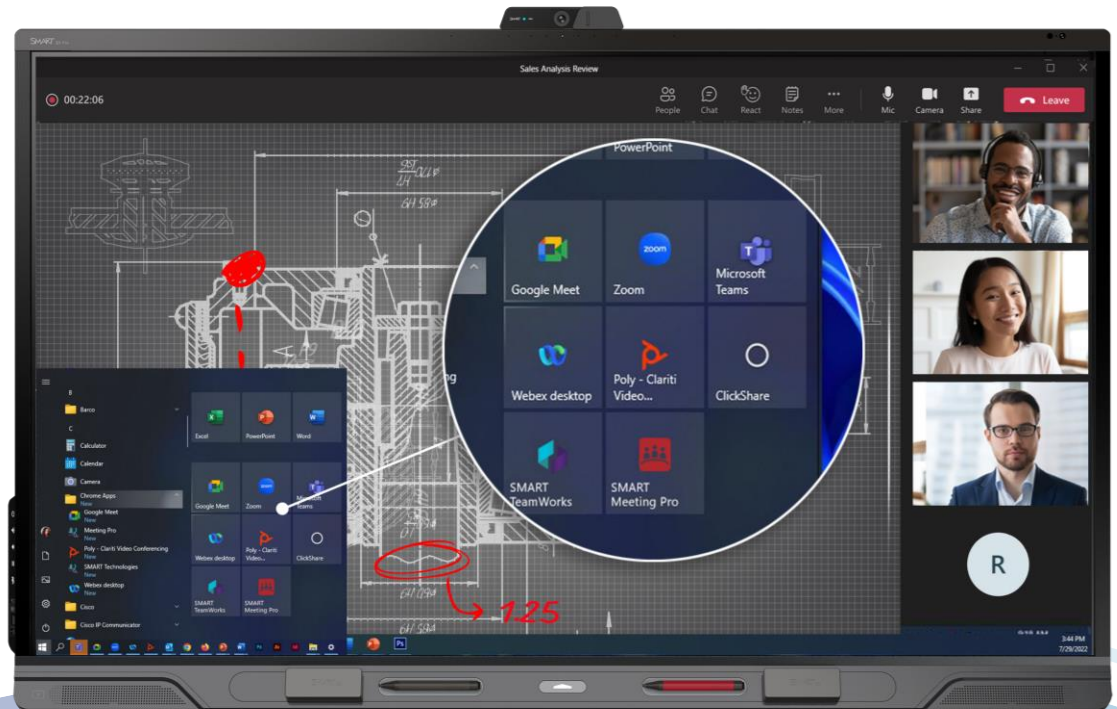 SMART
Sales Analysis Review
00:22:06
People
Chat
React
Notes
More
Mic
Camera
Share
Leave
PowerPoint
Google Meet
Zoom
zoom
Microsoft
Teams
Webex desktop
Poly - Clariti
Video...
ClickShare
SMART
TeamWorks
SMART
Meeting Pro
B
Barco
C
Calculator
Calendar
Camera
Chrome Apps
New
Google Meet
New
Meeting Pro
New
Poly - Clariti Video Conferencing
New
SMART Technologies
New
Webex desktop
New
Cisco
Cisco IP Communicator
Excel
PowerPoint
Word
Google Meet
Zoom
Microsoft
Teams
Webex desktop
Poly - Clariti
Video...
ClickShare
SMART
TeamWorks
SMART
Meeting Pro
125
R
Ps
3:44 PM
7/29/2022